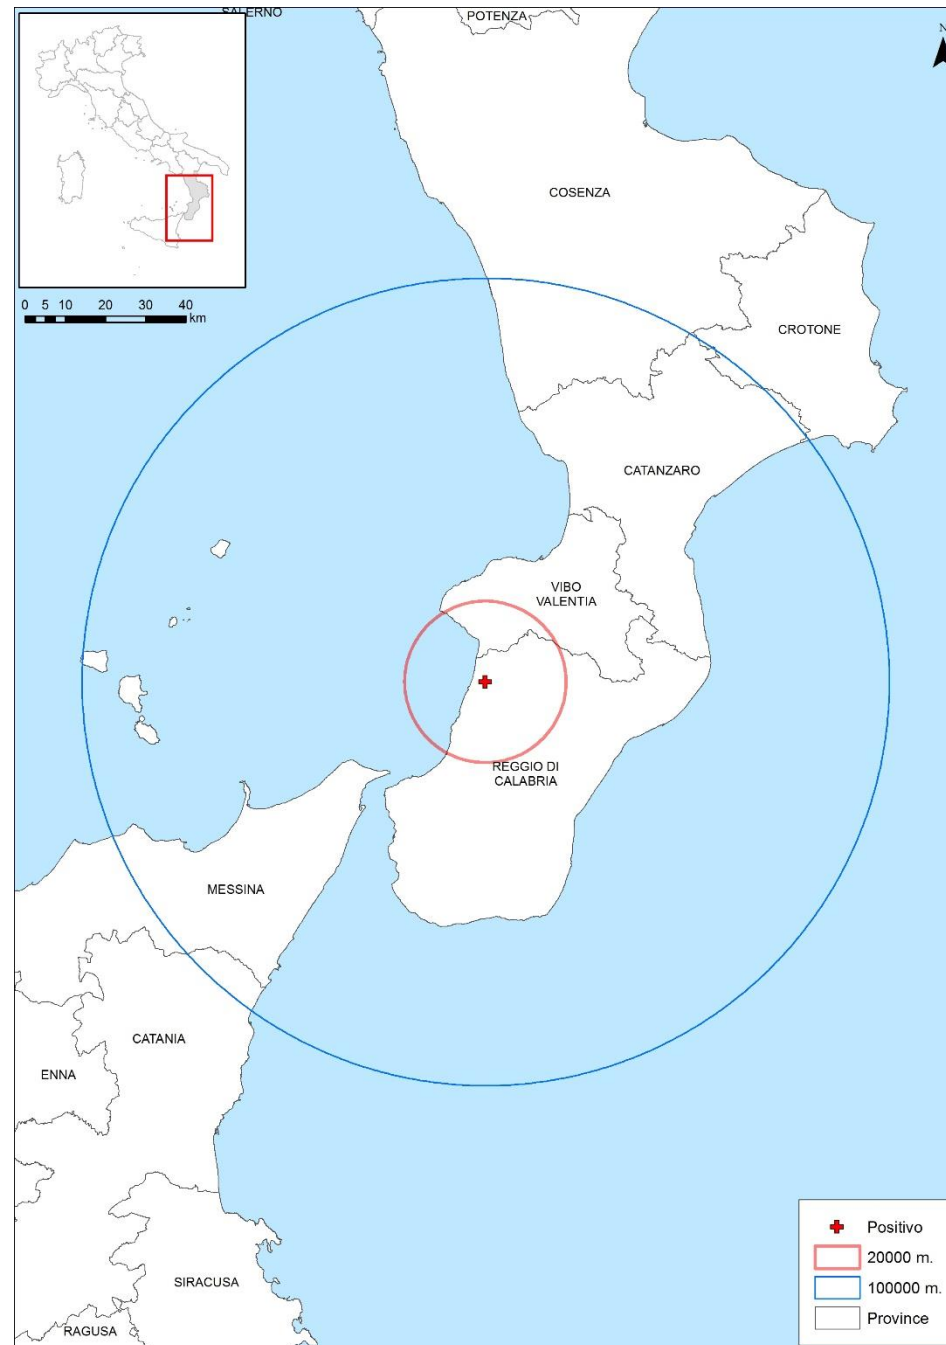 SALERNO
POTENZA
N
0 5 10 20 30 40
km
COSENZA
CROTONE
CATANZARO
VIBO
VALENTIA
REGGIO DI
CALABRIA
MESSINA
CATANIA
ENNA
SIRACUSA
RAGUSA
Positivo
20000 m.
100000 m.
Province